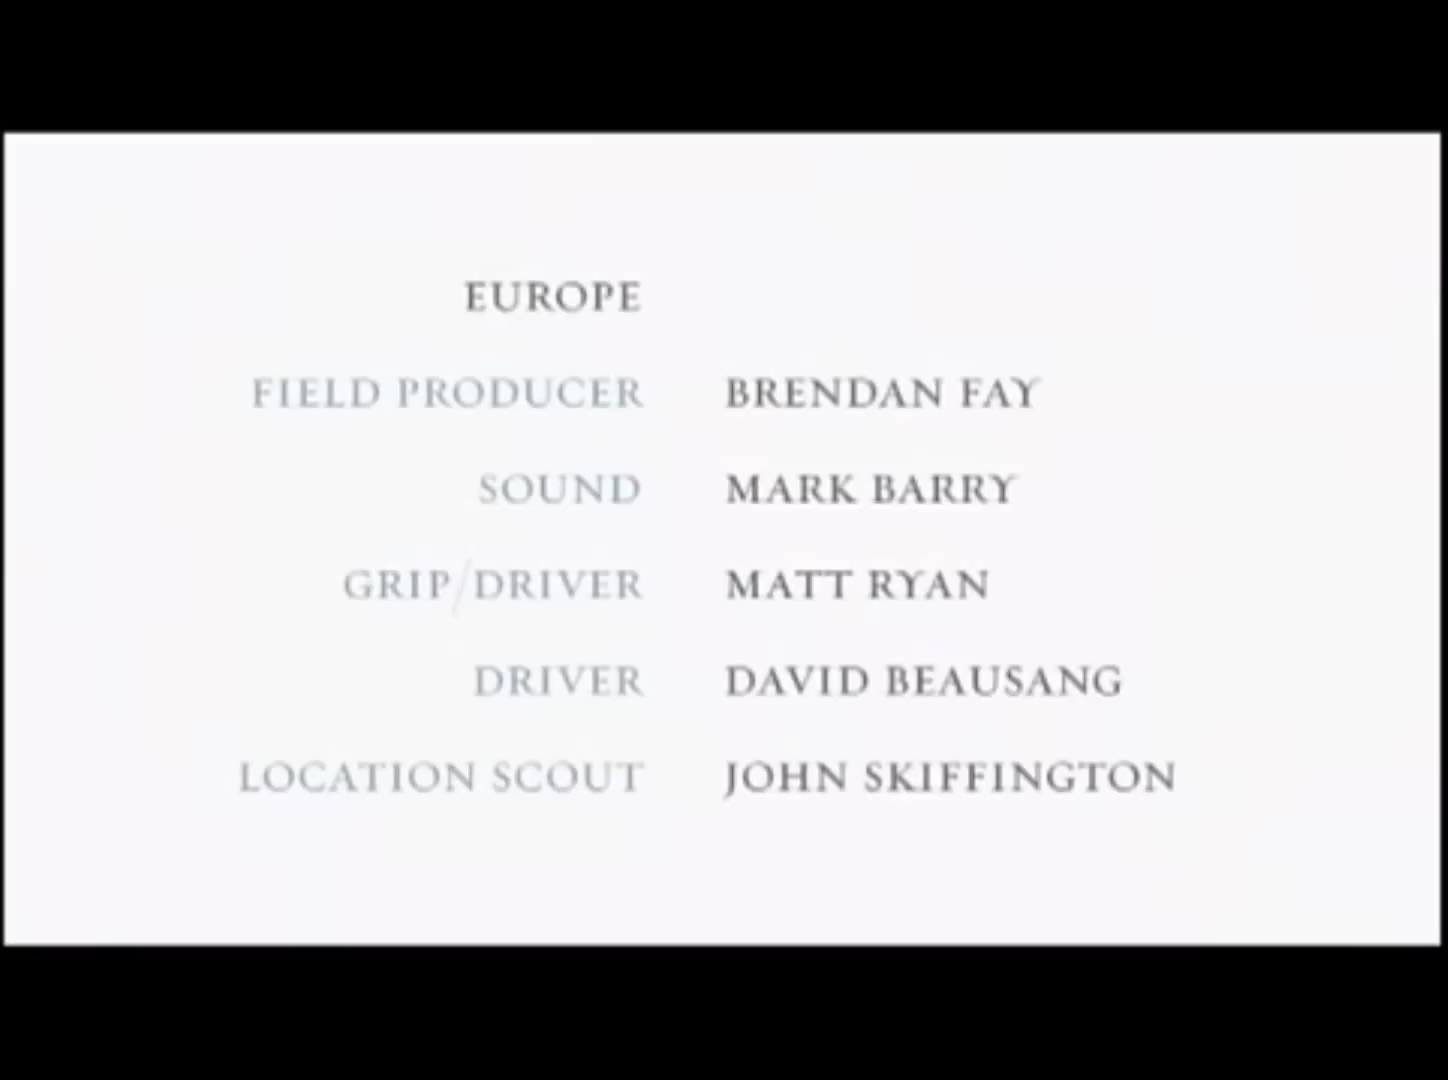 EUROPE
FIELD PRODUCER BRENDAN FAY
SOUND MARK BARRY
GRIP/DRIVER MATT RYAN
DRIVER DAVID BEAUSANG
LOCATION SCOUT JOHN SKIFFINGTON